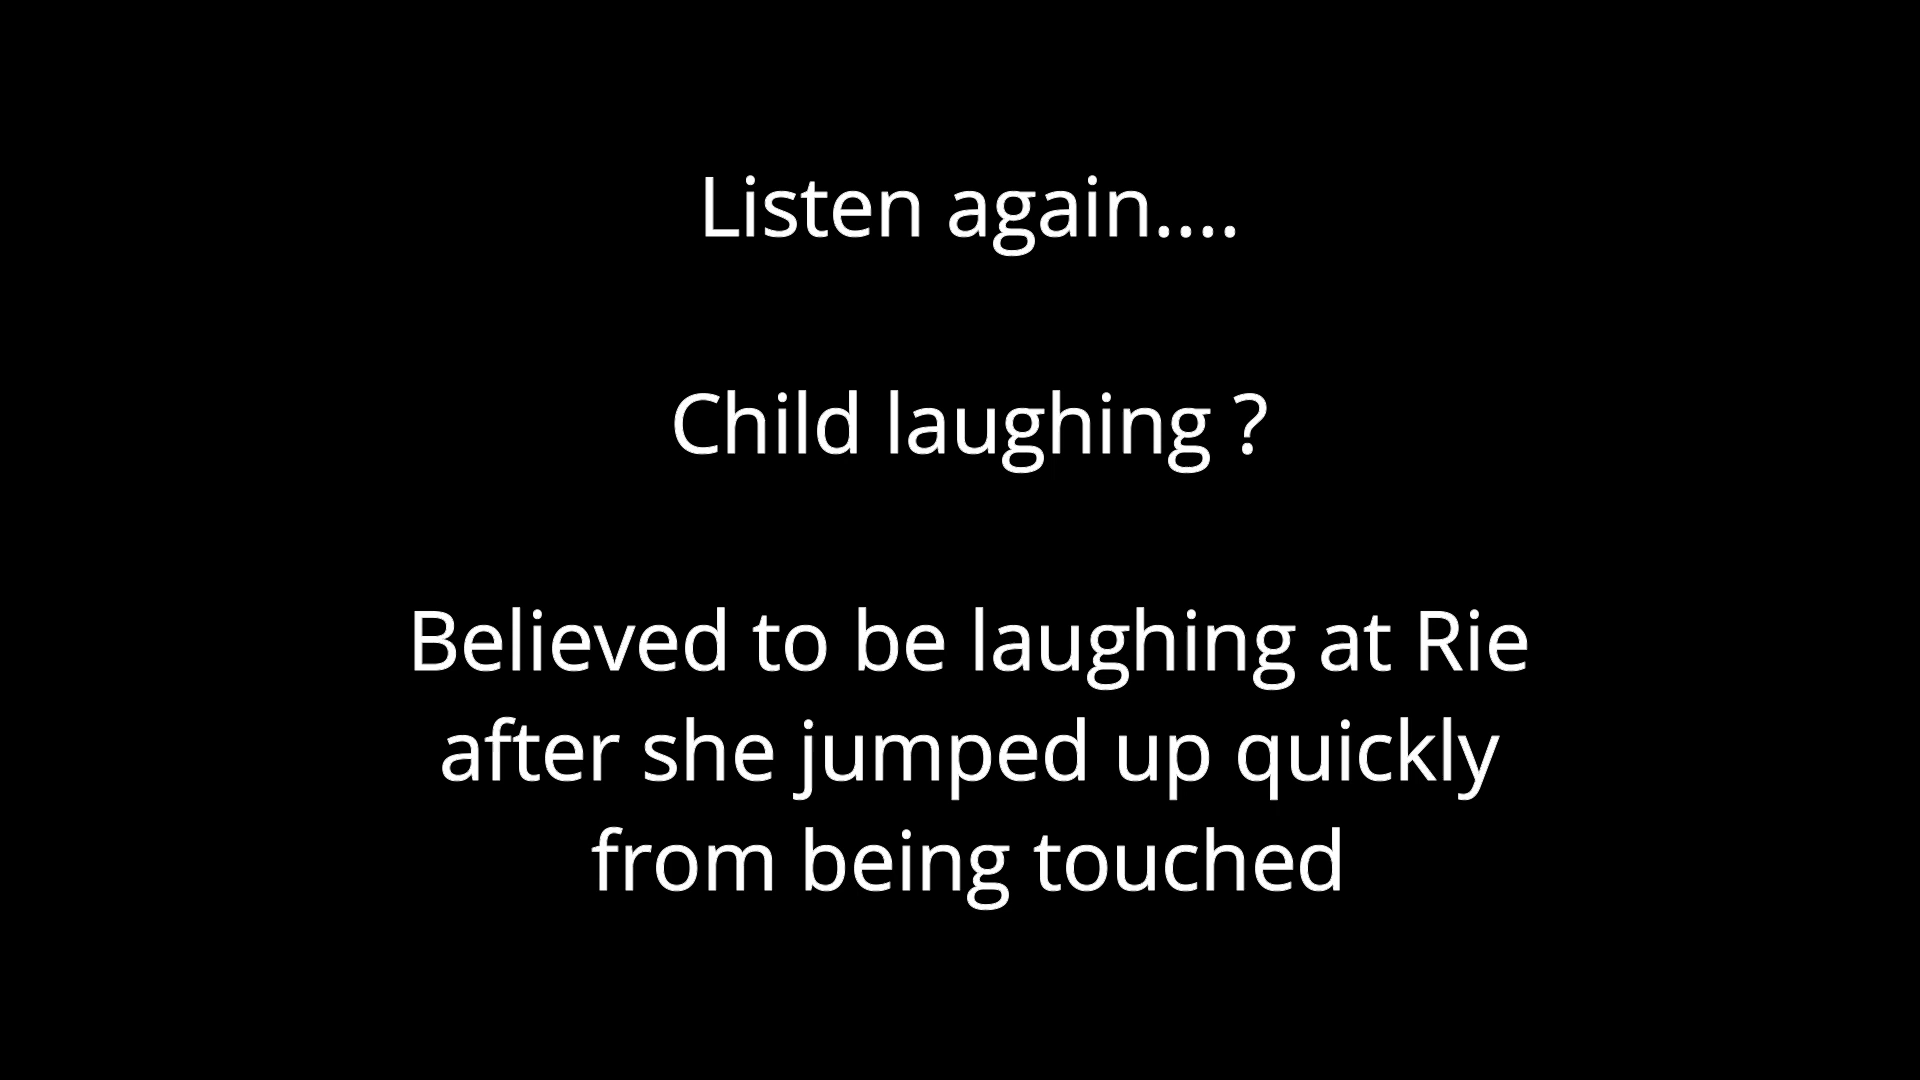 Listen again....
Child laughing ?
Believed to be laughing at Rie
after she jumped up quickly
from being touched